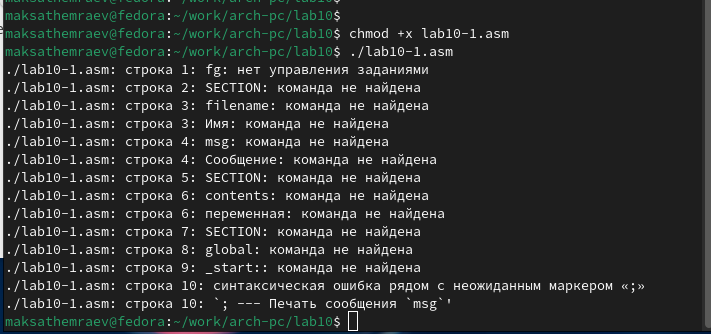 maksathemraev@fedora:~/work/arch-pc/lab10$
maksathemraev@fedora:~/work/arch-pc/lab10$
maksathemraev@fedora:~/work/arch-pc/lab10$ chmod +x lab10-1.asm
maksathemraev@fedora:~/work/arch-pc/lab10$ ./lab10-1.asm
./lab10-1.asm: строка 1: fg: нет управления заданиями
./lab10-1.asm: строка 2: SECTION: команда не найдена
./lab10-1.asm: строка 3: filename: команда не найдена
./lab10-1.asm: строка 3: Имя: команда не найдена
./lab10-1.asm: строка 4: msg: команда не найдена
./lab10-1.asm: строка 4: Сообщение: команда не найдена
./lab10-1.asm: строка 5: SECTION: команда не найдена
./lab10-1.asm: строка 6: contents: команда не найдена
./lab10-1.asm: строка 6: переменная: команда не найдена
./lab10-1.asm: строка 7: SECTION: команда не найдена
./lab10-1.asm: строка 8: global: команда не найдена
./lab10-1.asm: строка 9: _start:: команда не найдена
./lab10-1.asm: строка 10: синтаксическая ошибка рядом с неожиданным маркером «;»
./lab10-1.asm: строка 10: `; --- Печать сообщения `msg`'
maksathemraev@fedora:~/work/arch-pc/lab10$